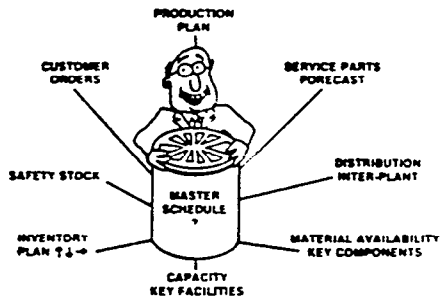 PRODUCTION
PLAN
CUSTOMER
ORDERS
SERVICE PARTS
FORECAST
SAFETY STOCK
DISTRIBUTION
INTER-PLANT
MASTER
SCHEDULE
?
INVENTORY
PLAN ↑↓→
MATERIAL AVAILABILITY
KEY COMPONENTS
CAPACITY
KEY FACILITIES